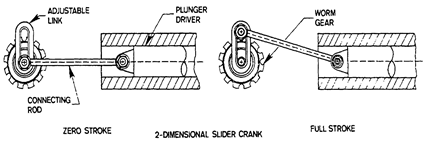 ADJUSTABLE
LINK
PLUNGER
DRIVER
WORM
GEAR
CONNECTING
ROD
ZERO STROKE
2-DIMENSIONAL SLIDER CRANK
FULL STROKE